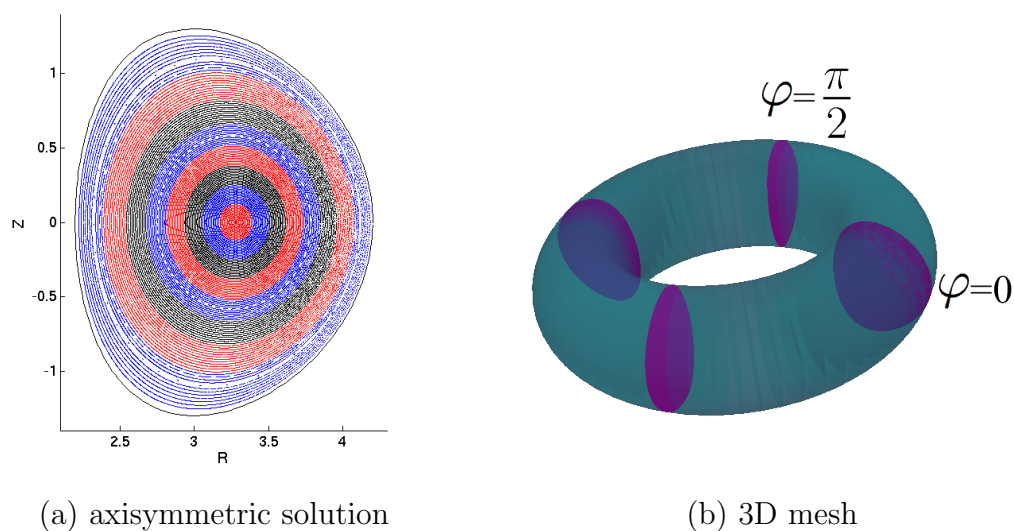 1
0.5
0
-0.5
-1
Z
2.5 3 3.5 4
R
(a) axisymmetric solution
φ=π/2
φ=0
(b) 3D mesh